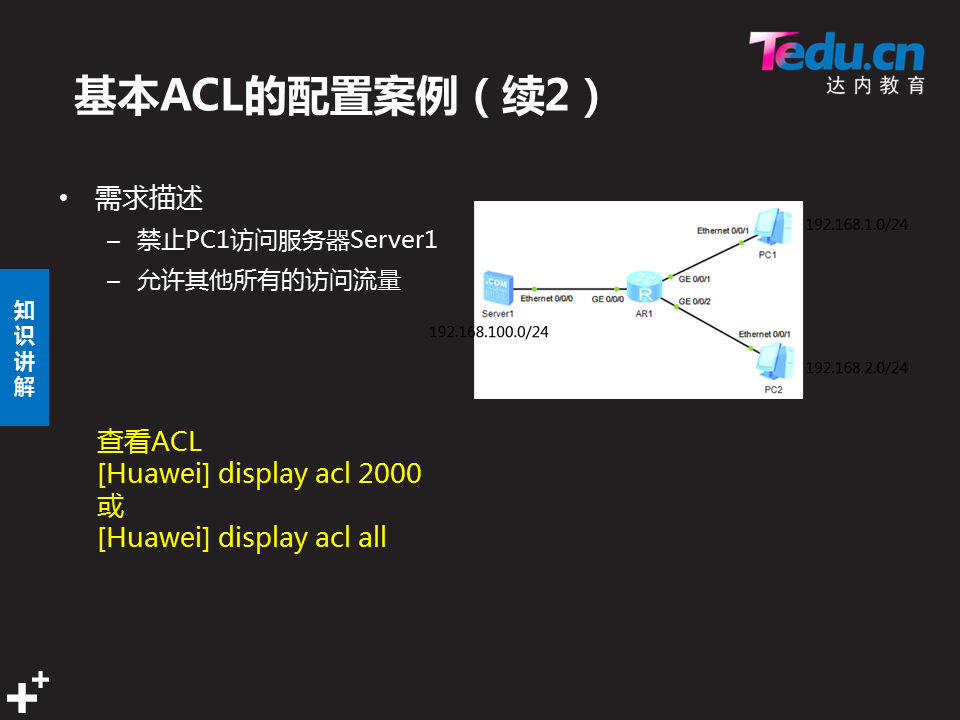 Tedu.cn
达内教育
基本ACL的配置案例（续2）
• 需求描述
– 禁止PC1访问服务器Server1
– 允许其他所有的访问流量
知识讲解
.COM
Server1
Ethernet 0/0/0
GE 0/0/0
R
AR1
GE 0/0/1
GE 0/0/2
Ethernet 0/0/1
PC1
192.168.1.0/24
Ethernet 0/0/1
PC2
192.168.2.0/24
192.168.100.0/24
查看ACL
[Huawei] display acl 2000
或
[Huawei] display acl all